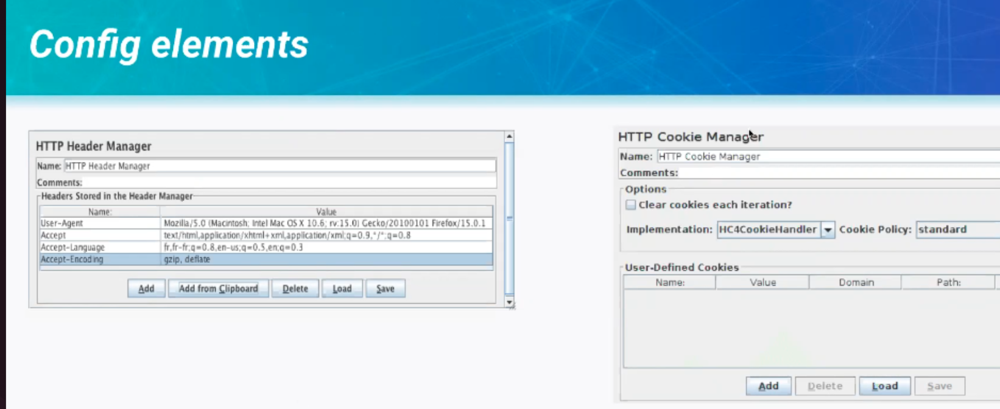 Config elements
HTTP Header Manager
Name: HTTP Header Manager
Comments:
Headers Stored in the Header Manager
Name: Value
User-Agent Mozilla/5.0 (Macintosh; Intel Mac OS X 10.6; rv:15.0) Gecko/20100101 Firefox/15.0.1
Accept text/html,application/xhtml+xml,application/xml;q=0.9,*/*;q=0.8
Accept-Language fr,fr-fr;q=0.8,en-us;q=0.5,en;q=0.3
Accept-Encoding gzip, deflate
Add Add from Clipboard Delete Load Save
HTTP Cookie Manager
Name: HTTP Cookie Manager
Comments:
Options
Clear cookies each iteration?
Implementation: HC4CookieHandler Cookie Policy: standard
User-Defined Cookies
Name: Value Domain Path:
Add Delete Load Save